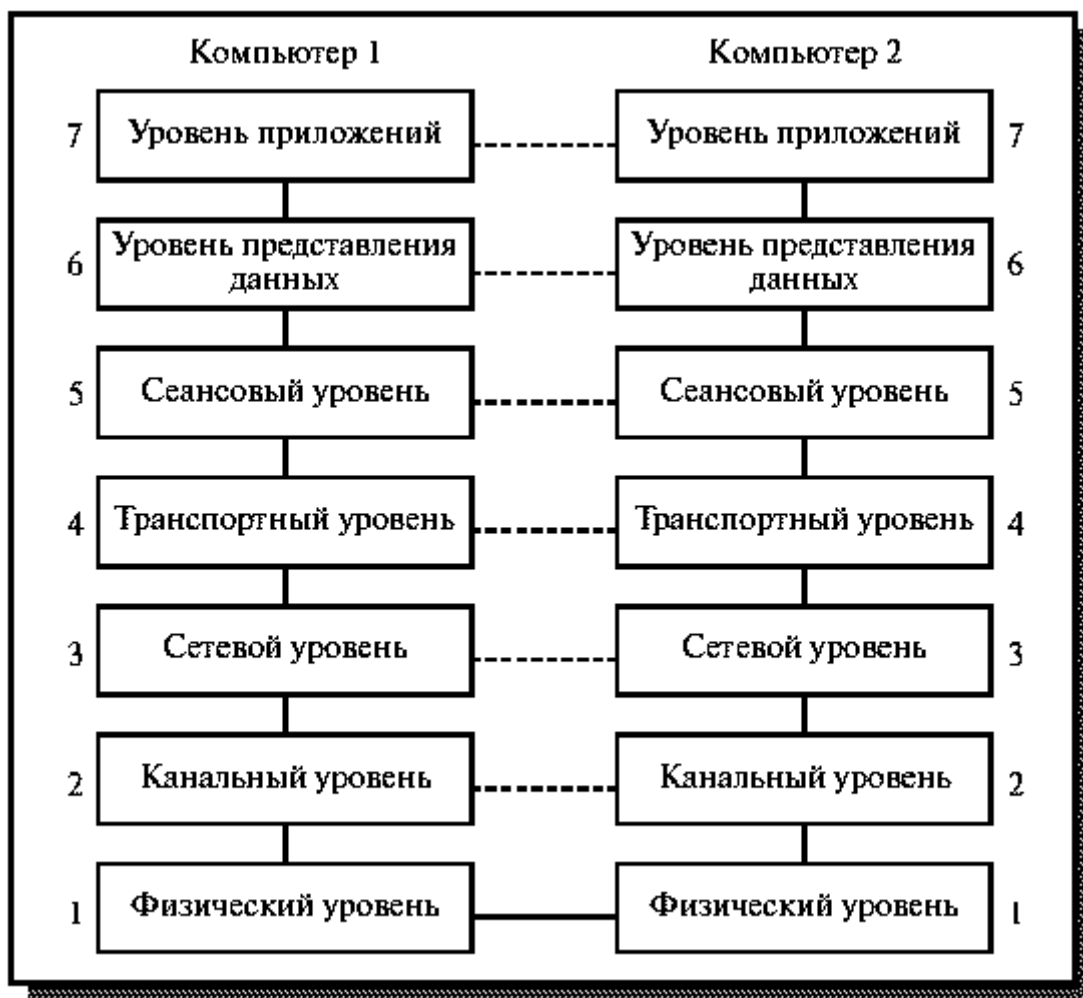 Компьютер 1 Компьютер 2
7 Уровень приложений Уровень приложений 7
6 Уровень представления данных Уровень представления данных 6
5 Сеансовый уровень Сеансовый уровень 5
4 Транспортный уровень Транспортный уровень 4
3 Сетевой уровень Сетевой уровень 3
2 Канальный уровень Канальный уровень 2
1 Физический уровень Физический уровень 1